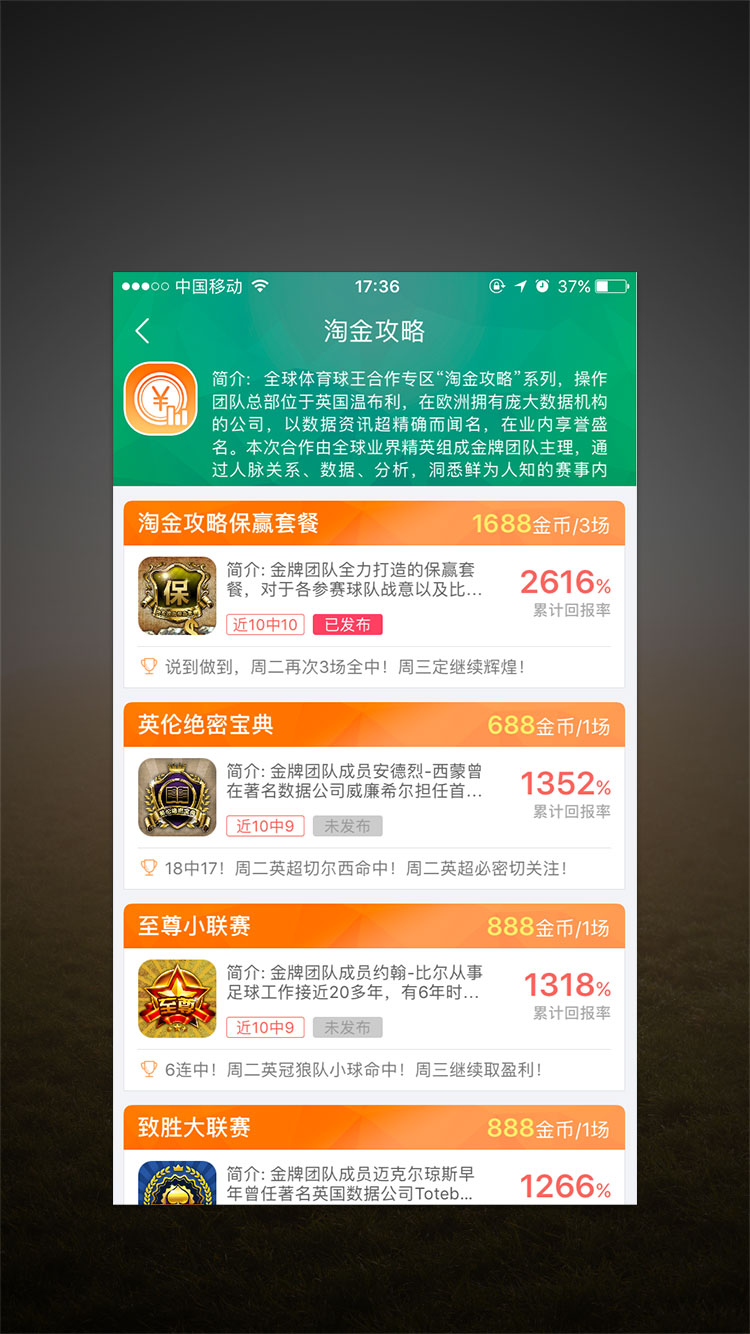 中国移动 17:36 37%
淘金攻略
简介：全球体育球王合作专区“淘金攻略”系列，操作
团队总部位于英国温布利，在欧洲拥有庞大数据机构
的公司，以数据资讯超精确而闻名，在业内享誉盛
名。本次合作由全球业界精英组成金牌团队主理，通
过人脉关系、数据、分析，洞悉鲜为人知的赛事内
淘金攻略保赢套餐 1688金币/3场
保
简介: 金牌团队全力打造的保赢套
餐，对于各参赛球队战意以及比...
2616%
累计回报率
近10中10 已发布
说到做到，周二再次3场全中！周三定继续辉煌！
英伦绝密宝典 688金币/1场
英伦绝密宝典
简介: 金牌团队成员安德烈-西蒙曾
在著名数据公司威廉希尔担任首...
1352%
累计回报率
近10中9 未发布
18中17！周二英超切尔西命中！周二英超必密切关注！
至尊小联赛 888金币/1场
至尊
简介: 金牌团队成员约翰-比尔从事
足球工作接近20多年，有6年时...
1318%
累计回报率
近10中9 未发布
6连中！周二英冠狼队小球命中！周三继续取盈利！
致胜大联赛 888金币/1场
简介: 金牌团队成员迈克尔琼斯早
年曾任著名英国数据公司Toteb...
1266%